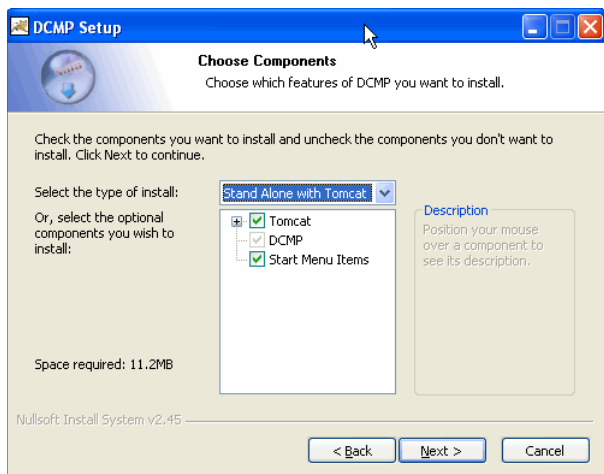 DCMP Setup
Choose Components
Choose which features of DCMP you want to install.
Check the components you want to install and uncheck the components you don't want to
install. Click Next to continue.
Select the type of install:
Stand Alone with Tomcat
Or, select the optional
components you wish to
install:
Tomcat
DCMP
Start Menu Items
Description
Position your mouse
over a component to
see its description.
Space required: 11.2MB
Nullsoft Install System v2.45
< Back
Next >
Cancel